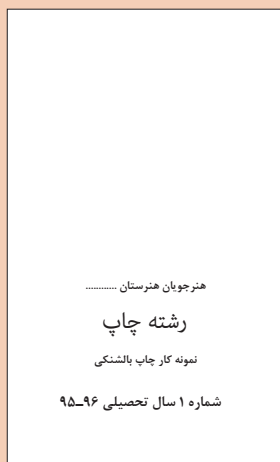 هنرجویان هنرستان ............
رشته چاپ
نمونه کار چاپ بالشتکی
شماره ۱ سال تحصیلی ۹۶ـ۹۵